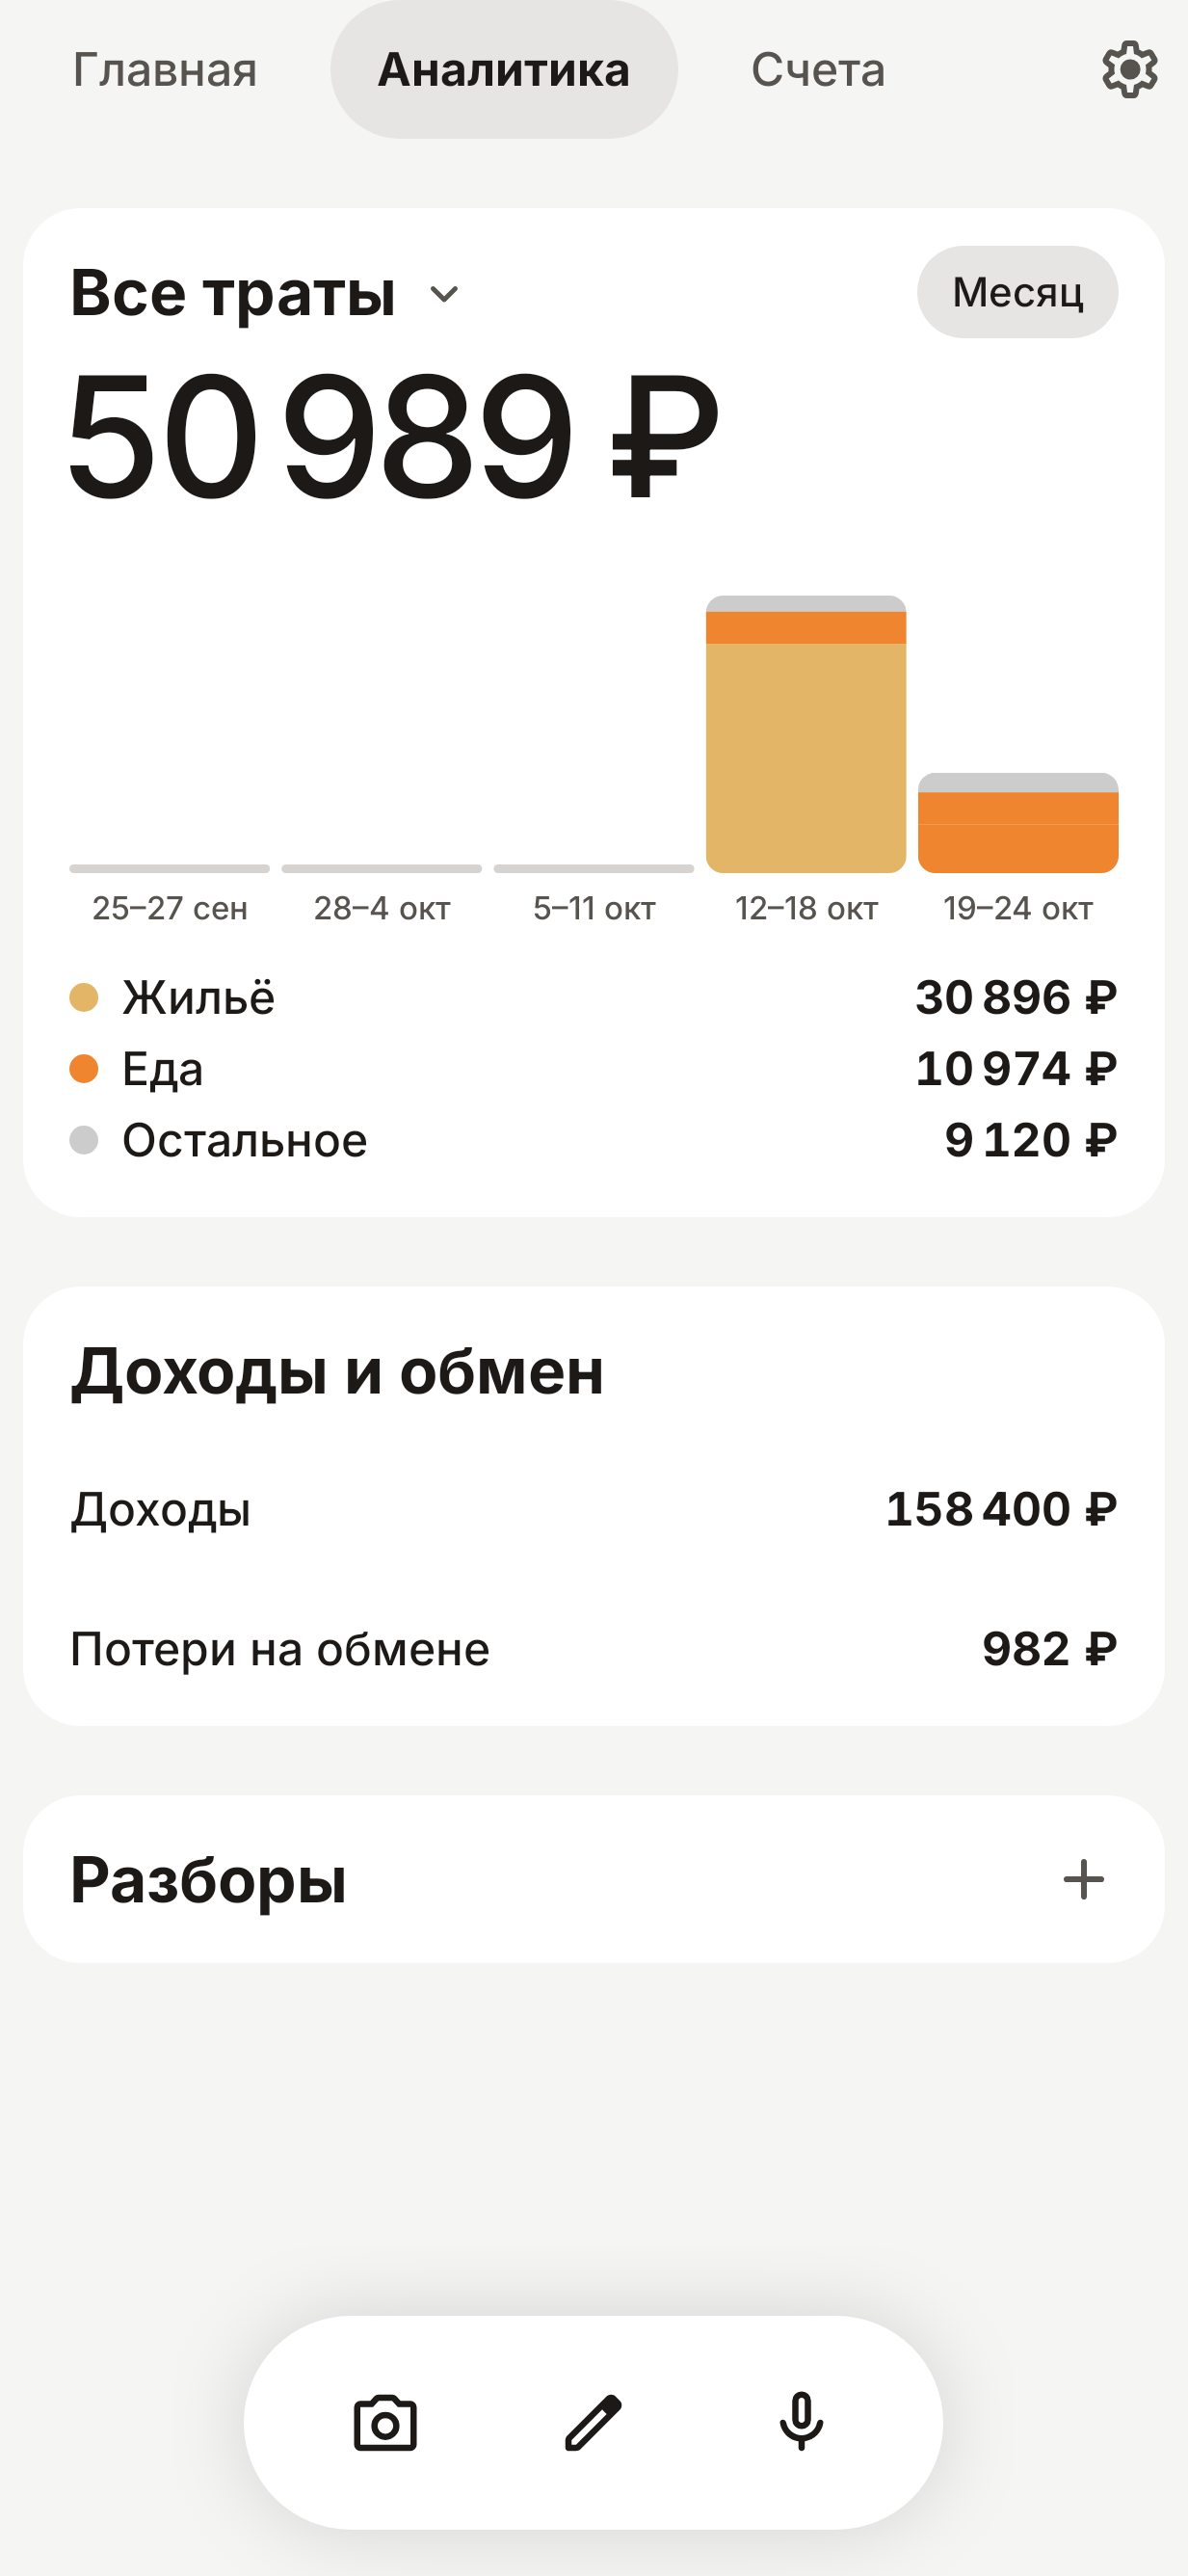 Главная Аналитика Счета
Все траты Месяц
50 989 ₽
25–27 сен 28–4 окт 5–11 окт 12–18 окт 19–24 окт
Жильё 30 896 ₽
Еда 10 974 ₽
Остальное 9 120 ₽
Доходы и обмен
Доходы 158 400 ₽
Потери на обмене 982 ₽
Разборы